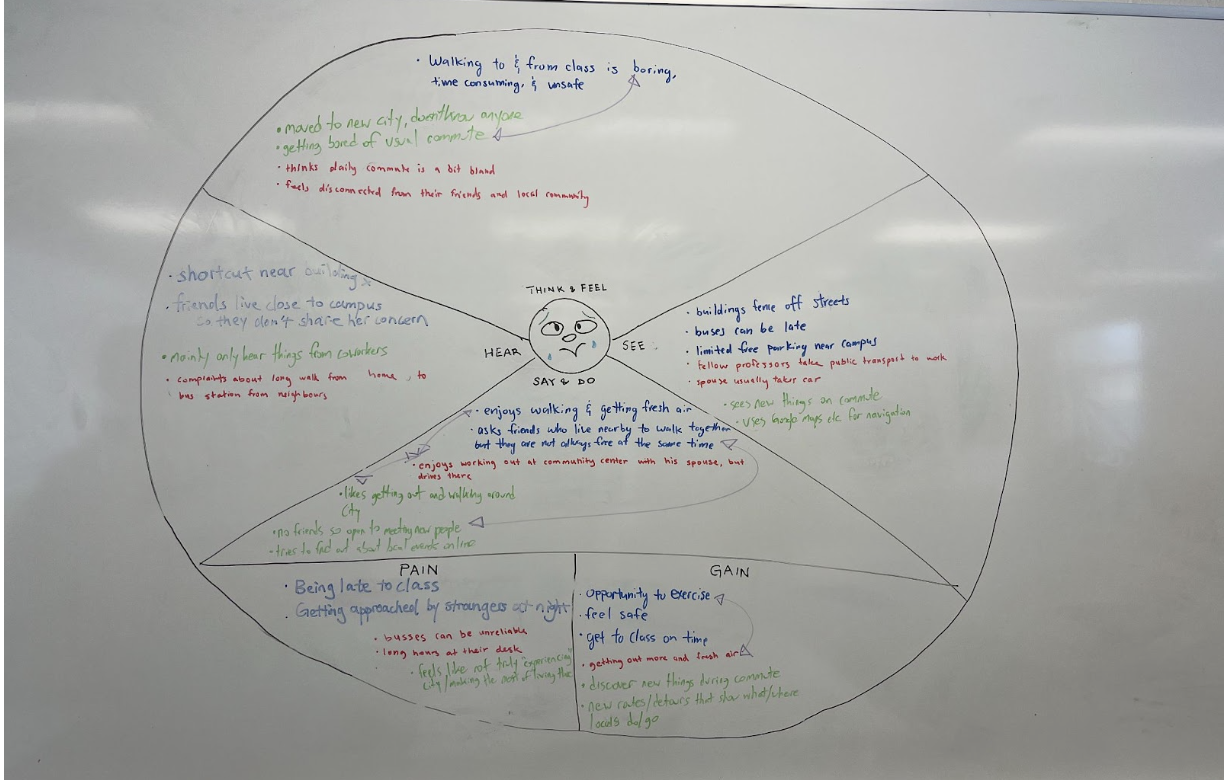 • Walking to & from class is boring,
time consuming, & unsafe
• moved to new city, doesn't know anyone
• getting bored of usual commute
• thinks daily commute is a bit bland
• feels disconnected from their friends and local community
THINK & FEEL
HEAR
SEE
SAY & DO
• shortcut near building
• friends live close to campus
so they don't share her concern
• Mainly only hear things from coworkers
• complaints about long walk from home, to
bus station from neighbours
• buildings fence off streets
• buses can be late
• limited free parking near campus
• fellow professors take public transport to work
• spouse usually takes car
• sees new things on commute
• uses Google Maps etc. for navigation
• enjoys walking & getting fresh air
• asks friends who live nearby to walk together
but they are not always free at the same time
• enjoys working out at community center with his spouse, but
drives there
• likes getting out and walking around
city
• no friends so open to meeting new people
• tries to find out about local events online
PAIN
• Being late to class
• Getting approached by strangers at night
• busses can be unreliable
• long hours at their desk
• feels like not truly "experiencing"
city/making the most of living there
GAIN
• opportunity to exercise
• feel safe
• get to class on time
• getting out more and fresh air
• discover new things during commute
• new routes/detours that show what/where
locals do/go